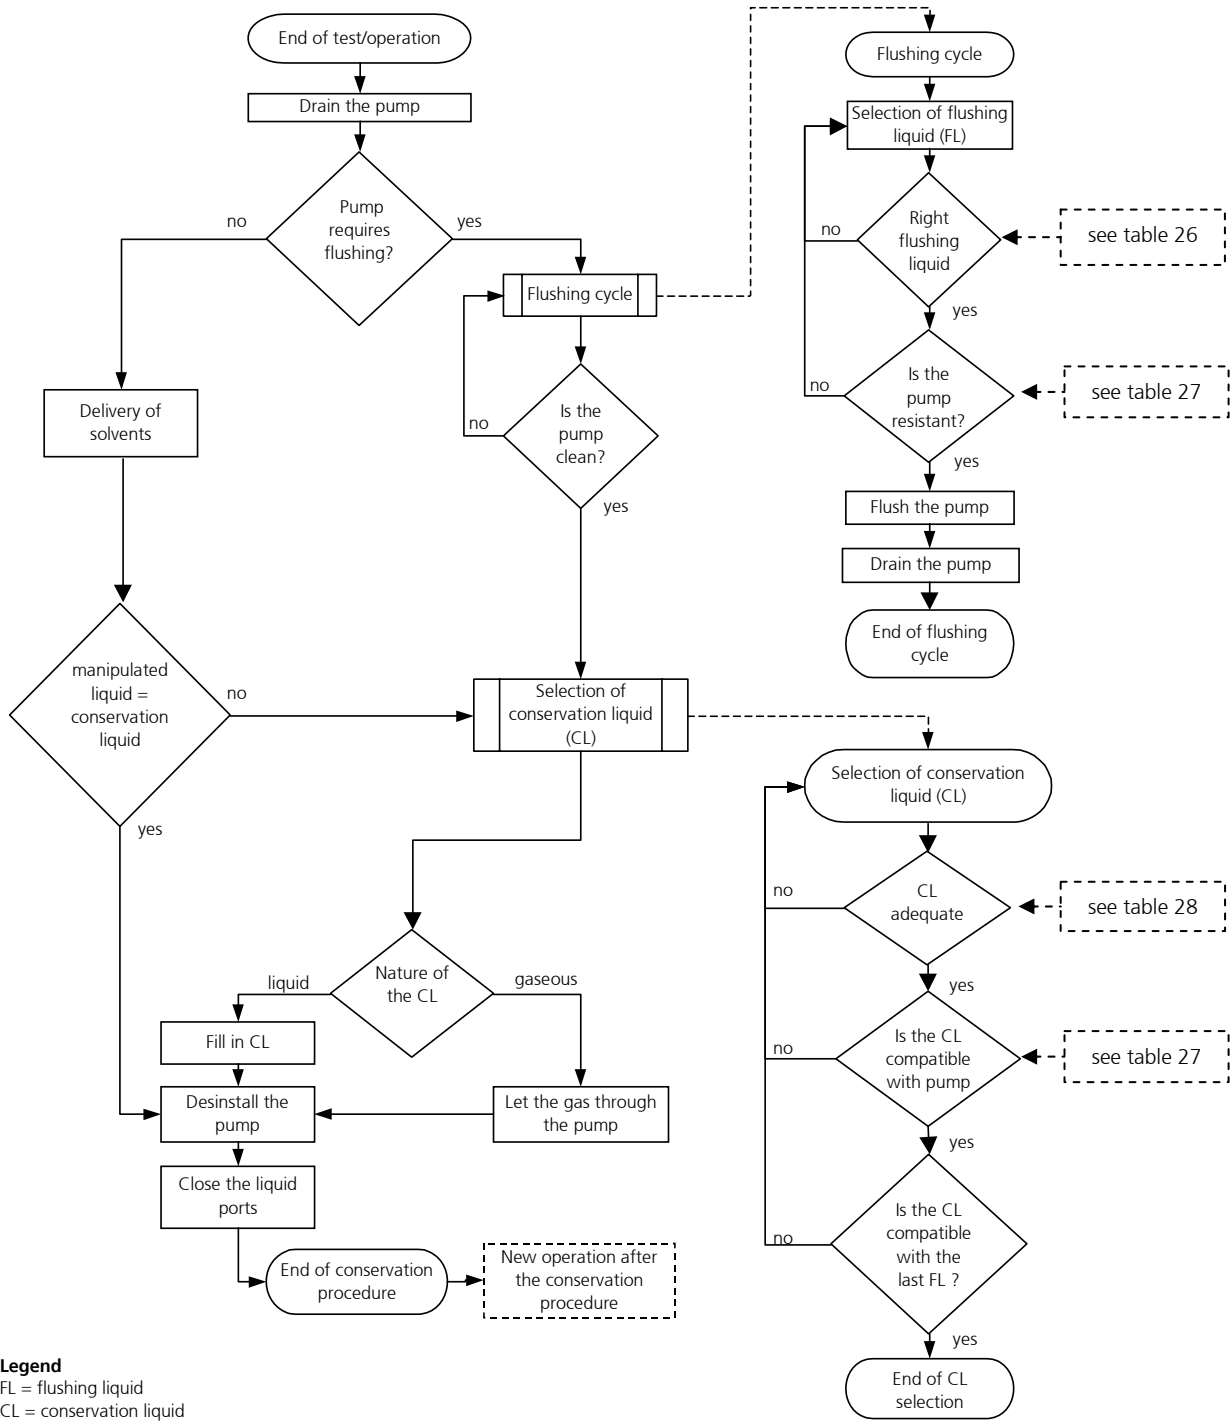 End of test/operation
Drain the pump
Pump
requires
flushing?
no
yes
Flushing cycle
Is the
pump
clean?
no
yes
Delivery of
solvents
manipulated
liquid =
conservation
liquid
no
yes
Selection of
conservation liquid
(CL)
Nature of
the CL
liquid
gaseous
Fill in CL
Let the gas through
the pump
Desinstall the
pump
Close the liquid
ports
End of conservation
procedure
New operation after
the conservation
procedure
Flushing cycle
Selection of flushing
liquid (FL)
Right
flushing
liquid
no
yes
see table 26
Is the
pump
resistant?
no
yes
see table 27
Flush the pump
Drain the pump
End of flushing
cycle
Selection of conservation
liquid (CL)
CL
adequate
no
yes
see table 28
Is the CL
compatible
with pump
no
yes
see table 27
Is the CL
compatible
with the
last FL ?
no
yes
End of CL
selection
Legend
FL = flushing liquid
CL = conservation liquid